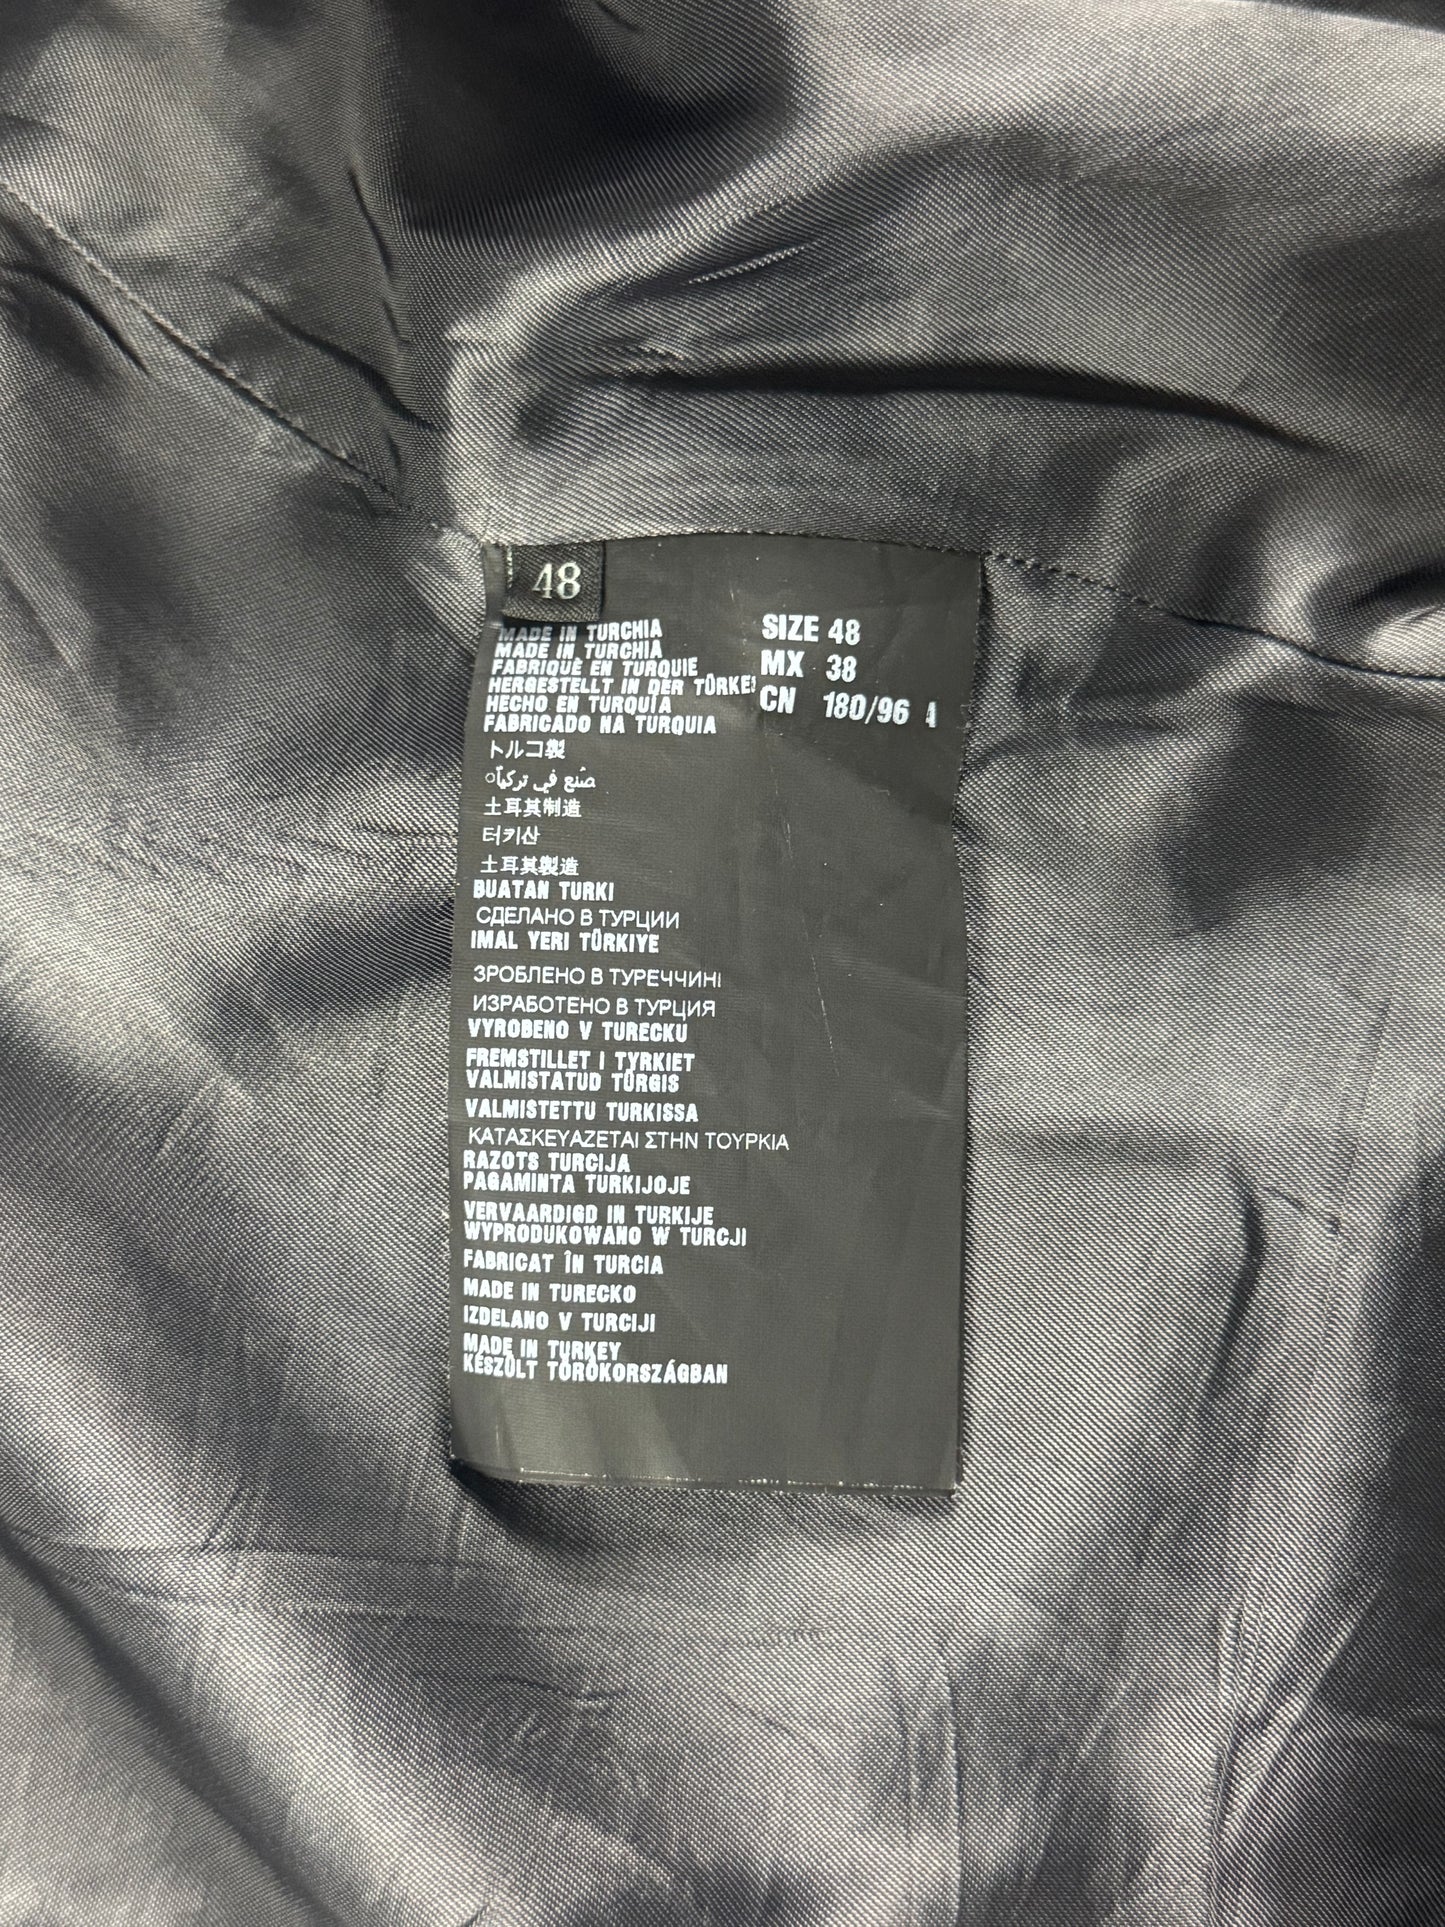 48
MADE IN TURCHIA
MADE IN TURCHIA
FABRIQUÉ EN TURQUIE
HERGESTELLT IN DER TÜRKEI
HECHO EN TURQUÍA
FABRICADO NA TURQUIA
トルコ製
صُنع في تركياْ
土耳其制造
터키산
土耳其製造
BUATAN TURKI
СДЕЛАНО В ТУРЦИИ
IMAL YERI TÜRKIYE
ЗРОБЛЕНО В ТУРЕЧЧИНІ
ИЗРАБОТЕНО В ТУРЦИЯ
VYROBENO V TURECKU
FREMSTILLET I TYRKIET
VALMISTATUD TÜRGIS
VALMISTETTU TURKISSA
ΚΑΤΑΣΚΕΥΑΖΕΤΑΙ ΣΤΗΝ ΤΟΥΡΚΙΑ
RAZOTS TURCIJA
PAGAMINTA TURKIJOJE
VERVAARDIGD IN TURKIJE
WYPRODUKOWANO W TURCJI
FABRICAT ÎN TURCIA
MADE IN TURECKO
IZDELANO V TURCIJI
MADE IN TURKEY
KÉSZÜLT TÖRÖKORSZÁGBAN
SIZE 48
MX 38
CN 180/96 A